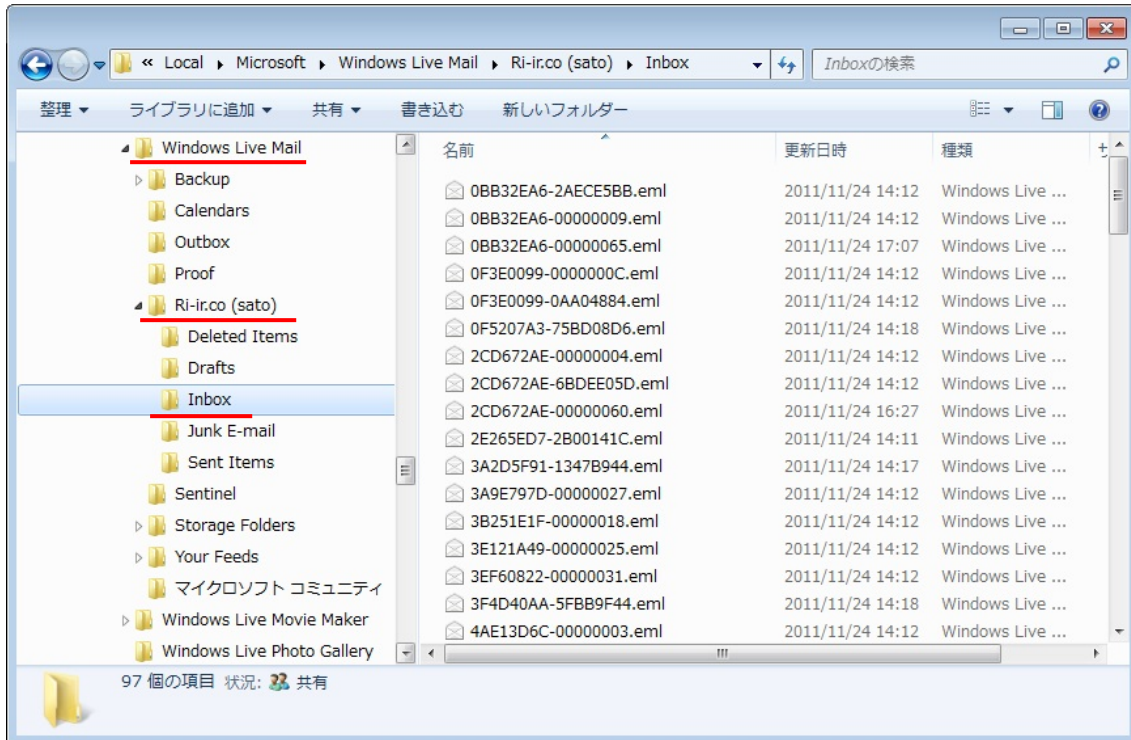 « Local ▸ Microsoft ▸ Windows Live Mail ▸ Ri-ir.co (sato) ▸ Inbox
Inboxの検索
整理 ライブラリに追加 共有 書き込む 新しいフォルダー
Windows Live Mail
Backup
Calendars
Outbox
Proof
Ri-ir.co (sato)
Deleted Items
Drafts
Inbox
Junk E-mail
Sent Items
Sentinel
Storage Folders
Your Feeds
マイクロソフト コミュニティ
Windows Live Movie Maker
Windows Live Photo Gallery
名前 更新日時 種類 サ
0BB32EA6-2AECE5BB.eml 2011/11/24 14:12 Windows Live ...
0BB32EA6-00000009.eml 2011/11/24 14:12 Windows Live ...
0BB32EA6-00000065.eml 2011/11/24 17:07 Windows Live ...
0F3E0099-0000000C.eml 2011/11/24 14:12 Windows Live ...
0F3E0099-0AA04884.eml 2011/11/24 14:12 Windows Live ...
0F5207A3-75BD08D6.eml 2011/11/24 14:18 Windows Live ...
2CD672AE-00000004.eml 2011/11/24 14:12 Windows Live ...
2CD672AE-6BDEE05D.eml 2011/11/24 14:12 Windows Live ...
2CD672AE-00000060.eml 2011/11/24 16:27 Windows Live ...
2E265ED7-2B00141C.eml 2011/11/24 14:11 Windows Live ...
3A2D5F91-1347B944.eml 2011/11/24 14:17 Windows Live ...
3A9E797D-00000027.eml 2011/11/24 14:12 Windows Live ...
3B251E1F-00000018.eml 2011/11/24 14:12 Windows Live ...
3E121A49-00000025.eml 2011/11/24 14:12 Windows Live ...
3EF60822-00000031.eml 2011/11/24 14:12 Windows Live ...
3F4D40AA-5FBB9F44.eml 2011/11/24 14:18 Windows Live ...
4AE13D6C-00000003.eml 2011/11/24 14:12 Windows Live ...
97 個の項目 状況: 共有